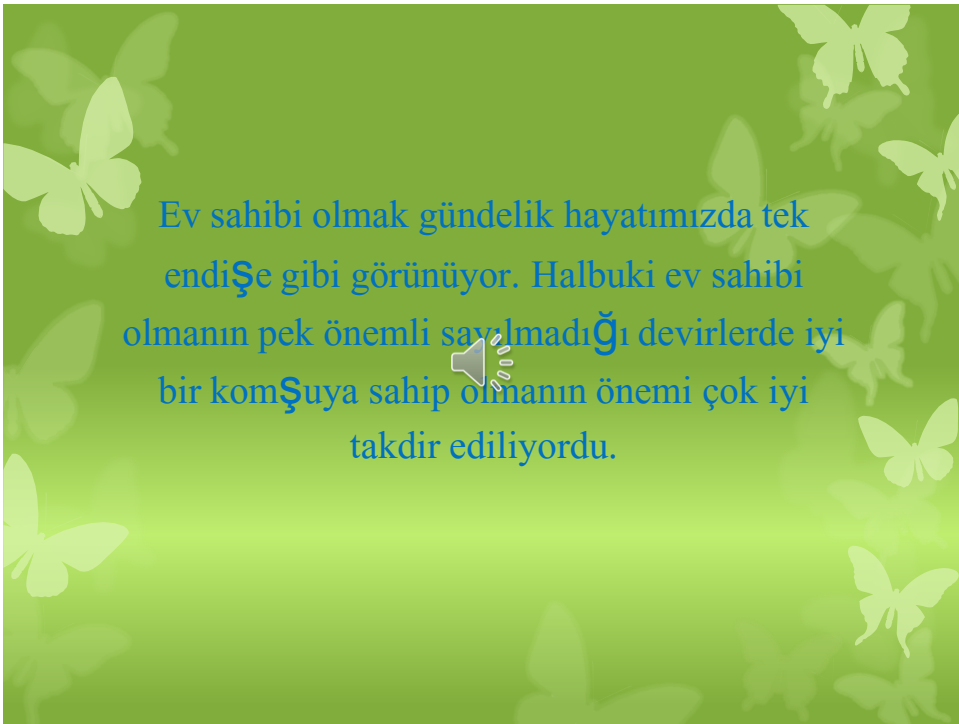 Ev sahibi olmak gündelik hayatımızda tek
endişe gibi görünüyor. Halbuki ev sahibi
olmanın pek önemli sayılmadığı devirlerde iyi
bir komşuya sahip olmanın önemi çok iyi
takdir ediliyordu.